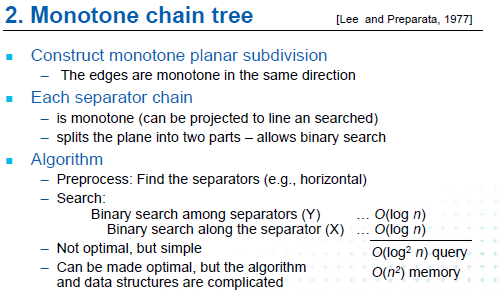 2. Monotone chain tree
[Lee and Preparata, 1977]
Construct monotone planar subdivision
– The edges are monotone in the same direction
Each separator chain
– is monotone (can be projected to line an searched)
– splits the plane into two parts – allows binary search
Algorithm
– Preprocess: Find the separators (e.g., horizontal)
– Search:
Binary search among separators (Y) … O(log n)
Binary search along the separator (X) … O(log n)
– Not optimal, but simple
O(log² n) query
– Can be made optimal, but the algorithm
O(n²) memory
and data structures are complicated